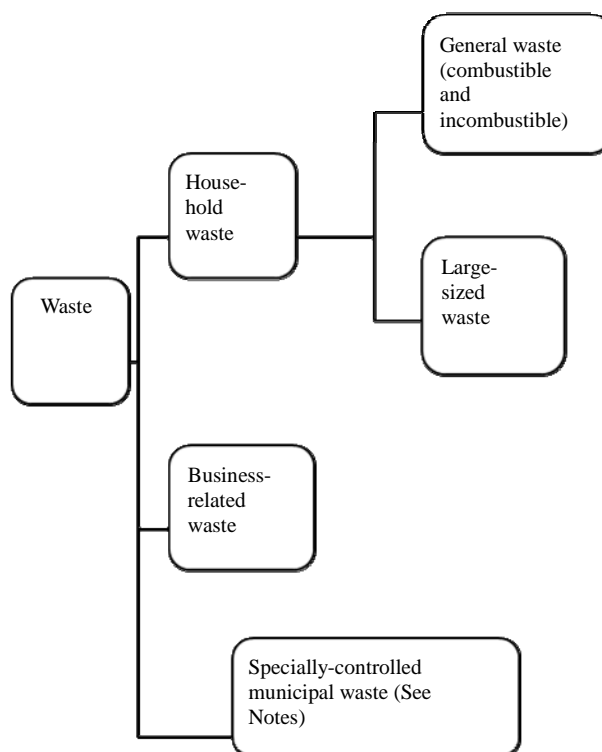 General waste
(combustible
and
incombustible)
House-
hold
waste
Large-
sized
waste
Waste
Business-
related
waste
Specially-controlled
municipal waste (See
Notes)